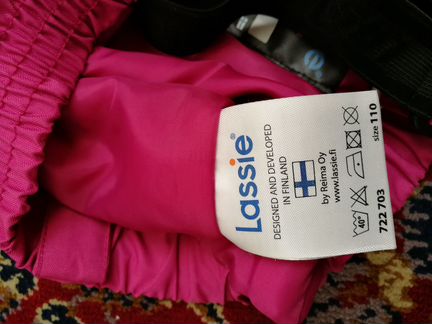 Lassie®
DESIGNED AND DEVELOPED
IN FINLAND
by Reima Oy
www.lassie.fi
40°
722 703
size 110